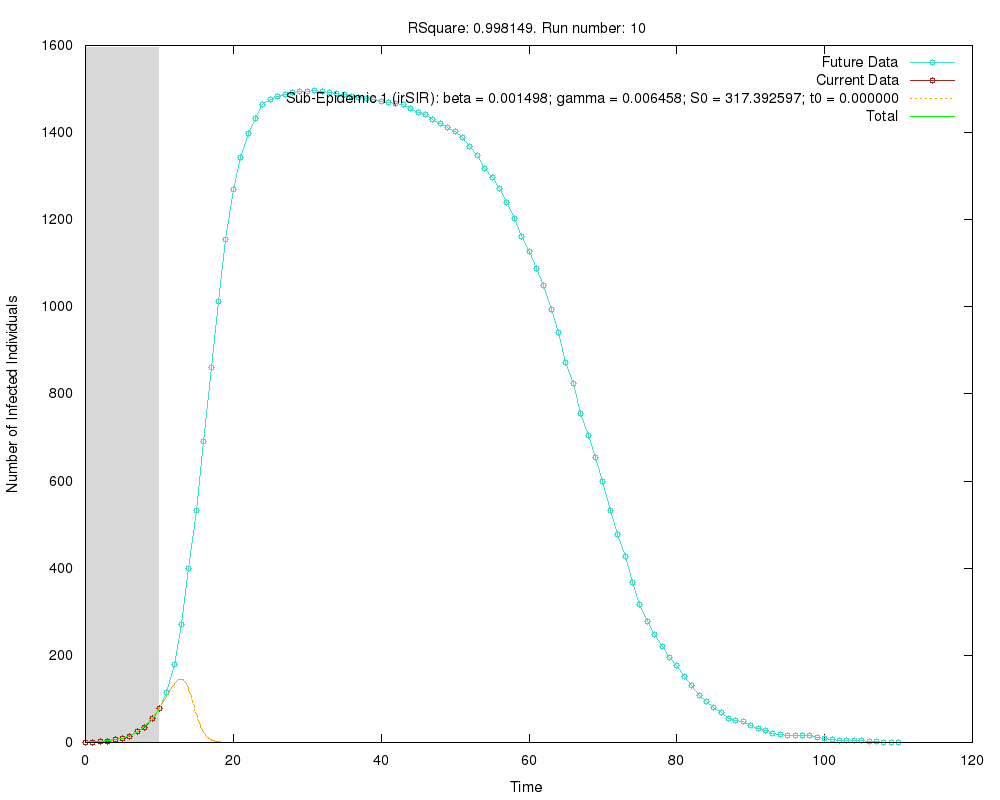 RSquare: 0.998149. Run number: 10
1600
1400
1200
1000
800
600
400
200
0
Number of Infected Individuals
Future Data
Current Data
Sub-Epidemic 1 (irSIR): beta = 0.001498; gamma = 0.006458; S0 = 317.392597; t0 = 0.000000
Total
0 20 40 60 80 100 120
Time